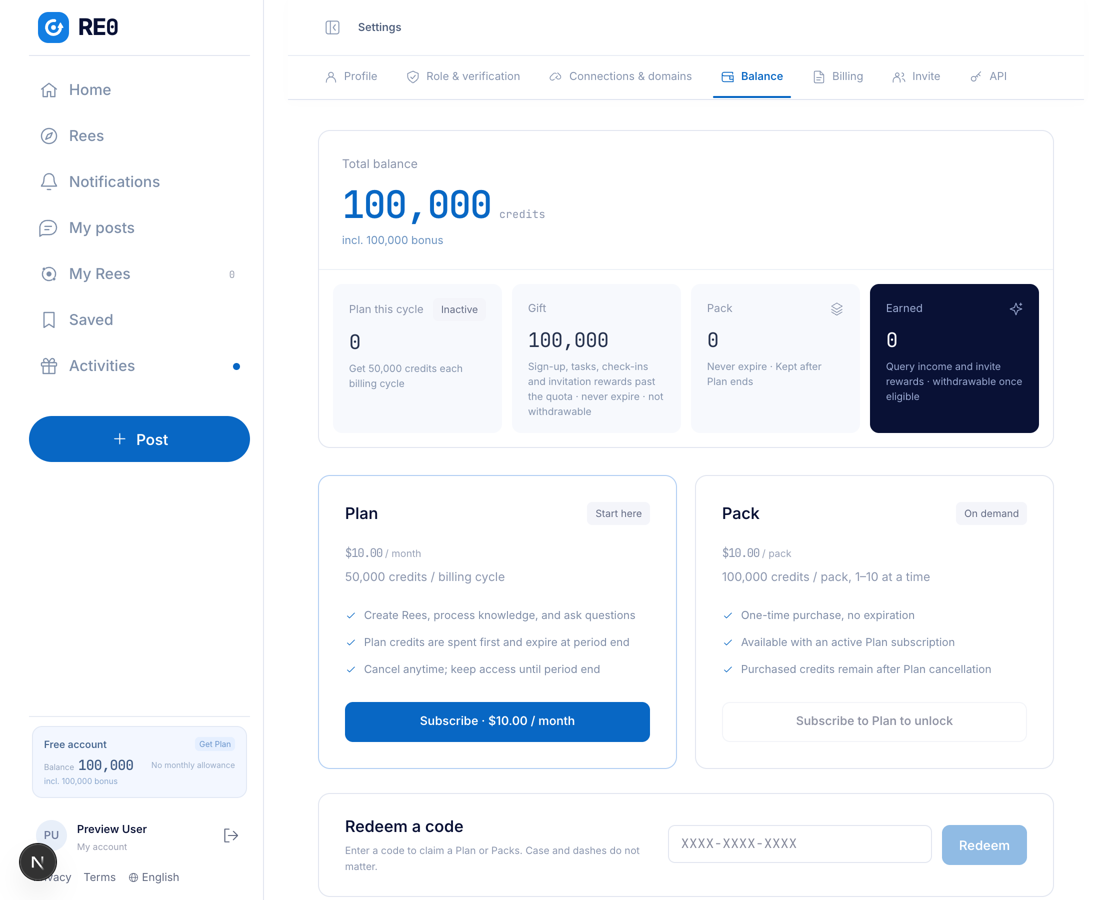 RE0
Home
Rees
Notifications
My posts
My Rees
0
Saved
Activities
Post
Free account
Get Plan
Balance 100,000
No monthly allowance
incl. 100,000 bonus
PU
Preview User
My account
N
Terms
English
Settings
Profile
Role & verification
Connections & domains
Balance
Billing
Invite
API
Total balance
100,000 credits
incl. 100,000 bonus
Plan this cycle
Inactive
0
Get 50,000 credits each
billing cycle
Gift
100,000
Sign-up, tasks, check-ins
and invitation rewards past
the quota · never expire · not
withdrawable
Pack
0
Never expire · Kept after
Plan ends
Earned
0
Query income and invite
rewards · withdrawable once
eligible
Plan
Start here
$10.00 / month
50,000 credits / billing cycle
Create Rees, process knowledge, and ask questions
Plan credits are spent first and expire at period end
Cancel anytime; keep access until period end
Subscribe · $10.00 / month
Pack
On demand
$10.00 / pack
100,000 credits / pack, 1–10 at a time
One-time purchase, no expiration
Available with an active Plan subscription
Purchased credits remain after Plan cancellation
Subscribe to Plan to unlock
Redeem a code
Enter a code to claim a Plan or Packs. Case and dashes do not
matter.
XXXX-XXXX-XXXX
Redeem